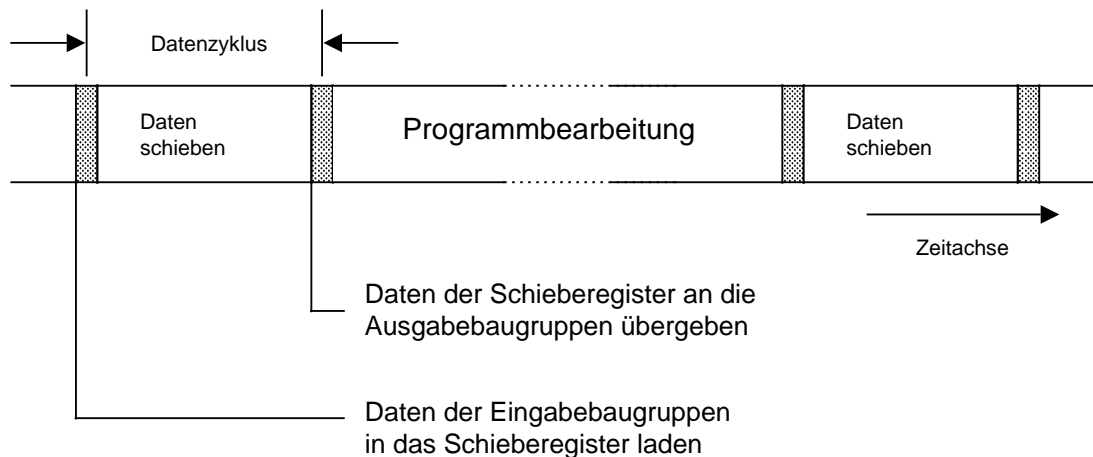 Datenzyklus
Daten
schieben
Programmbearbeitung
Daten
schieben
Zeitachse
Daten der Schieberegister an die
Ausgabebaugruppen übergeben
Daten der Eingabebaugruppen
in das Schieberegister laden